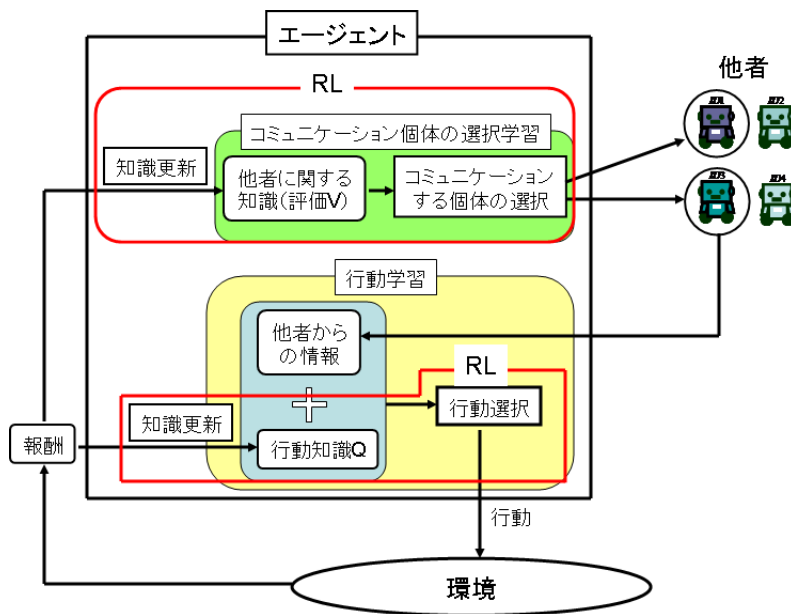 エージェント
他者
RL
コミュニケーション個体の選択学習
知識更新
他者に関する
知識(評価V)
コミュニケーション
する個体の選択
行動学習
他者から
の情報
RL
知識更新
行動選択
報酬
行動知識Q
行動
環境